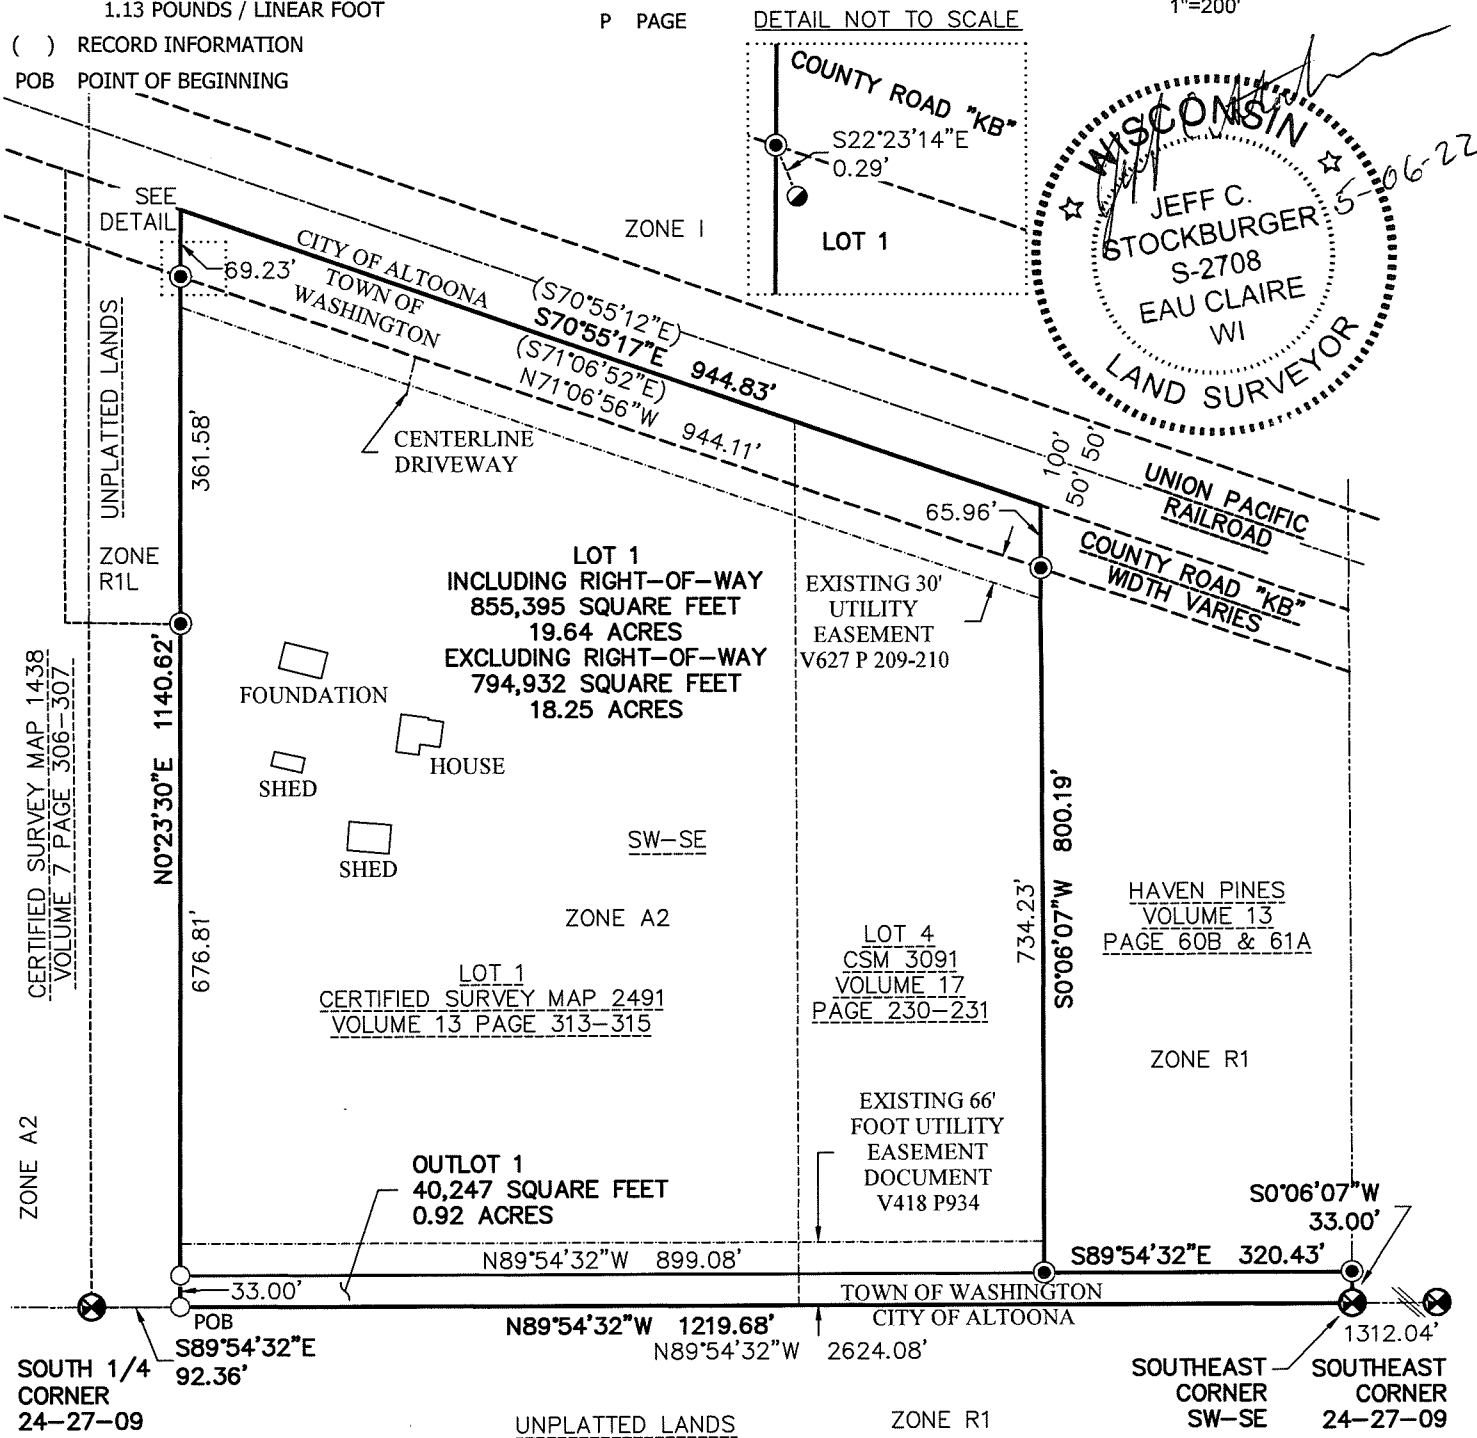 1.13 POUNDS / LINEAR FOOT
( ) RECORD INFORMATION
POB POINT OF BEGINNING
P PAGE
DETAIL NOT TO SCALE
1"=200'
COUNTY ROAD "KB"
S22°23'14"E
0.29'
LOT 1
WISCONSIN
JEFF C.
STOCKBURGER
S-2708
EAU CLAIRE
WI
LAND SURVEYOR
5-06-22
SEE
DETAIL
69.23'
ZONE I
CITY OF ALTOONA
TOWN OF
WASHINGTON
(S70°55'12"E)
S70°55'17"E 944.83'
(S71°06'52"E)
N71°06'56"W 944.11'
CENTERLINE
DRIVEWAY
UNPLATTED LANDS
361.58'
100'
50'
50'
UNION PACIFIC
RAILROAD
65.96'
COUNTY ROAD "KB"
WIDTH VARIES
ZONE
R1L
LOT 1
INCLUDING RIGHT-OF-WAY
855,395 SQUARE FEET
19.64 ACRES
EXCLUDING RIGHT-OF-WAY
794,932 SQUARE FEET
18.25 ACRES
EXISTING 30'
UTILITY
EASEMENT
V627 P 209-210
FOUNDATION
HOUSE
SHED
SHED
CERTIFIED SURVEY MAP 1438
VOLUME 7 PAGE 306-307
N0°23'30"E 1140.62'
676.81'
SW-SE
ZONE A2
734.23'
S0°06'07"W 800.19'
HAVEN PINES
VOLUME 13
PAGE 60B & 61A
LOT 1
CERTIFIED SURVEY MAP 2491
VOLUME 13 PAGE 313-315
LOT 4
CSM 3091
VOLUME 17
PAGE 230-231
ZONE R1
ZONE A2
EXISTING 66'
FOOT UTILITY
EASEMENT
DOCUMENT
V418 P934
OUTLOT 1
40,247 SQUARE FEET
0.92 ACRES
S0°06'07"W
33.00'
N89°54'32"W 899.08'
S89°54'32"E 320.43'
33.00'
TOWN OF WASHINGTON
CITY OF ALTOONA
POB
S89°54'32"E
92.36'
N89°54'32"W 1219.68'
N89°54'32"W 2624.08'
1312.04'
SOUTH 1/4
CORNER
24-27-09
SOUTHEAST
CORNER
SW-SE
SOUTHEAST
CORNER
24-27-09
UNPLATTED LANDS
ZONE R1